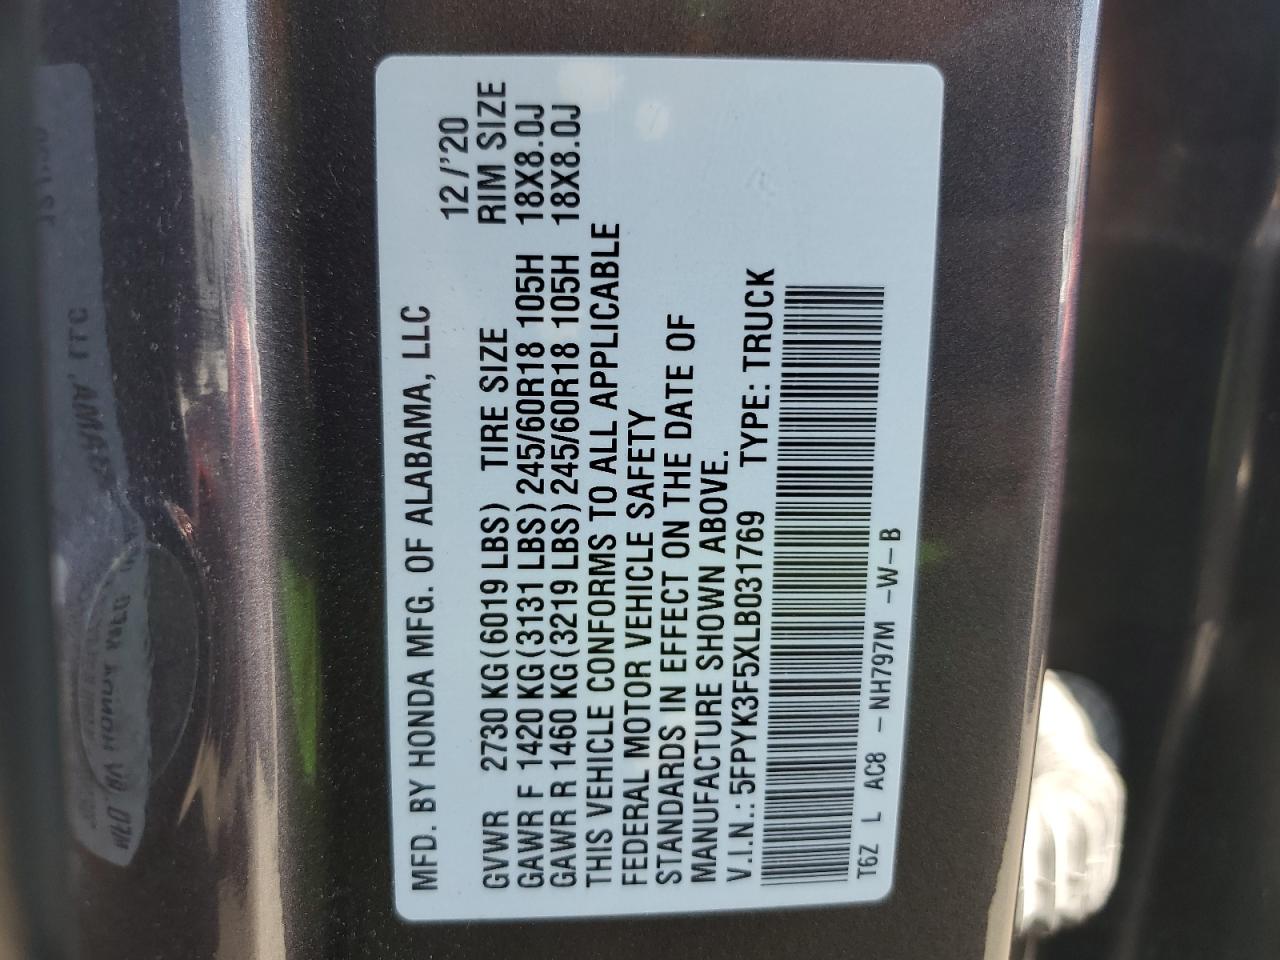 MFD. BY HONDA MFG. OF ALABAMA, LLC
12/'20
GVWR 2730 KG(6019 LBS) TIRE SIZE RIM SIZE
GAWR F 1420 KG(3131 LBS) 245/60R18 105H 18X8.0J
GAWR R 1460 KG(3219 LBS) 245/60R18 105H 18X8.0J
THIS VEHICLE CONFORMS TO ALL APPLICABLE
FEDERAL MOTOR VEHICLE SAFETY
STANDARDS IN EFFECT ON THE DATE OF
MANUFACTURE SHOWN ABOVE.
V.I.N.: 5FPYK3F5XLB031769 TYPE: TRUCK
T6Z L AC8 -NH797M -W-B